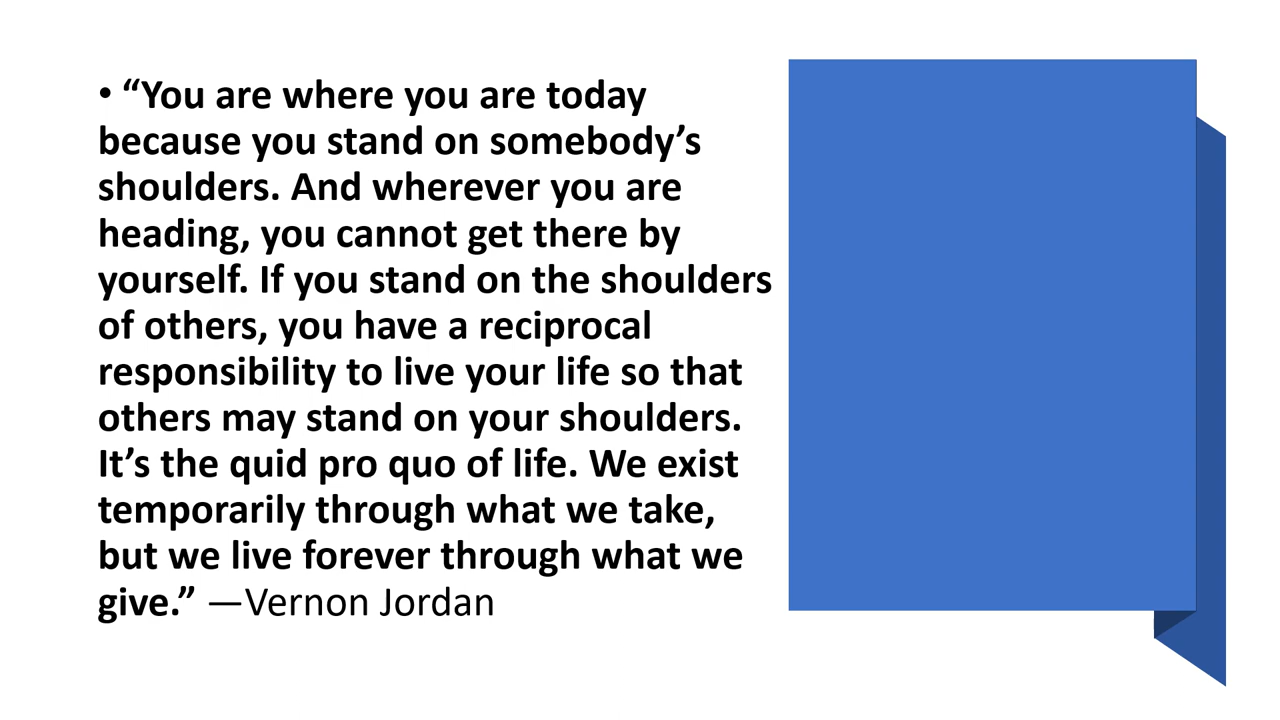 • “You are where you are today
because you stand on somebody’s
shoulders. And wherever you are
heading, you cannot get there by
yourself. If you stand on the shoulders
of others, you have a reciprocal
responsibility to live your life so that
others may stand on your shoulders.
It’s the quid pro quo of life. We exist
temporarily through what we take,
but we live forever through what we
give.” —Vernon Jordan